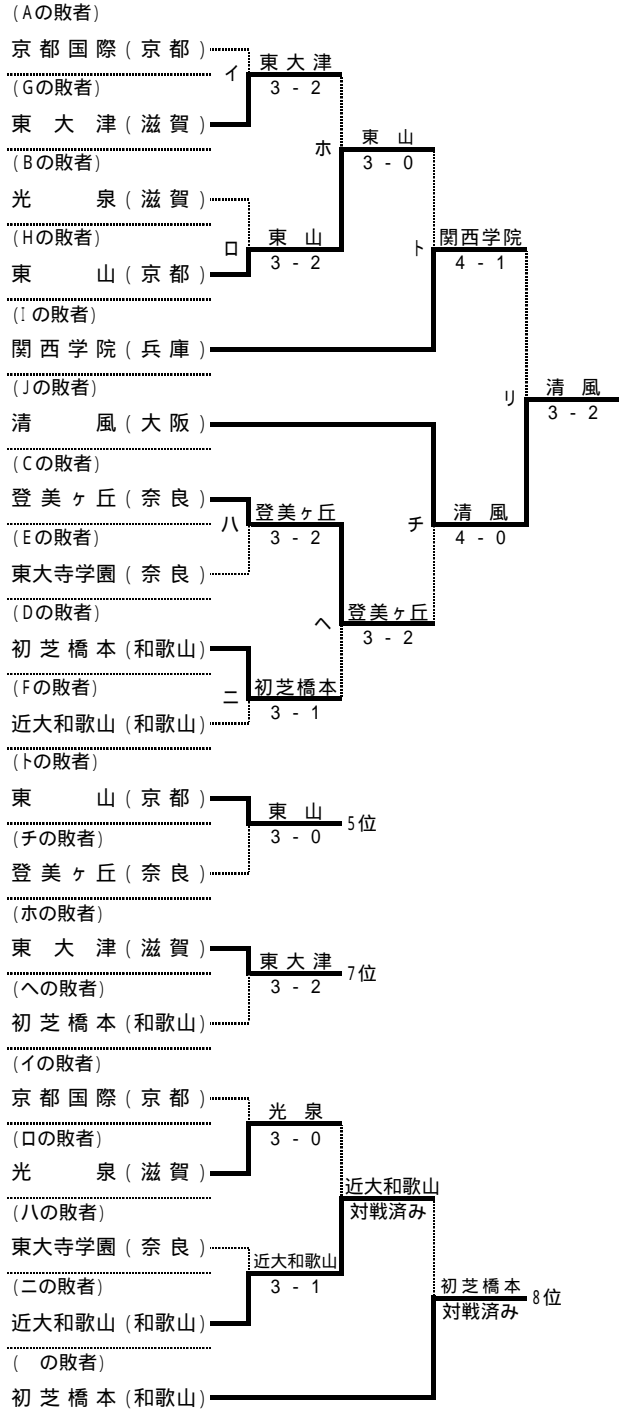 (Aの敗者)
京都国際(京都)
イ
東大津
3 - 2
(Gの敗者)
東大津(滋賀)
ホ
東山
3 - 0
(Bの敗者)
光泉(滋賀)
ロ
東山
3 - 2
(Hの敗者)
東山(京都)
ト
関西学院
4 - 1
(Iの敗者)
関西学院(兵庫)
リ
清風
3 - 2
(Jの敗者)
清風(大阪)
チ
清風
4 - 0
(Cの敗者)
登美ヶ丘(奈良)
ハ
登美ヶ丘
3 - 2
(Eの敗者)
東大寺学園(奈良)
ヘ
登美ヶ丘
3 - 2
(Dの敗者)
初芝橋本(和歌山)
ニ
初芝橋本
3 - 1
(Fの敗者)
近大和歌山(和歌山)
(トの敗者)
東山(京都)
東山
3 - 0
5位
(チの敗者)
登美ヶ丘(奈良)
(ホの敗者)
東大津(滋賀)
東大津
3 - 2
7位
(ヘの敗者)
初芝橋本(和歌山)
(イの敗者)
京都国際(京都)
光泉
3 - 0
(ロの敗者)
光泉(滋賀)
近大和歌山
対戦済み
(ハの敗者)
東大寺学園(奈良)
近大和歌山
3 - 1
(ニの敗者)
近大和歌山(和歌山)
初芝橋本
対戦済み
8位
( の敗者)
初芝橋本(和歌山)